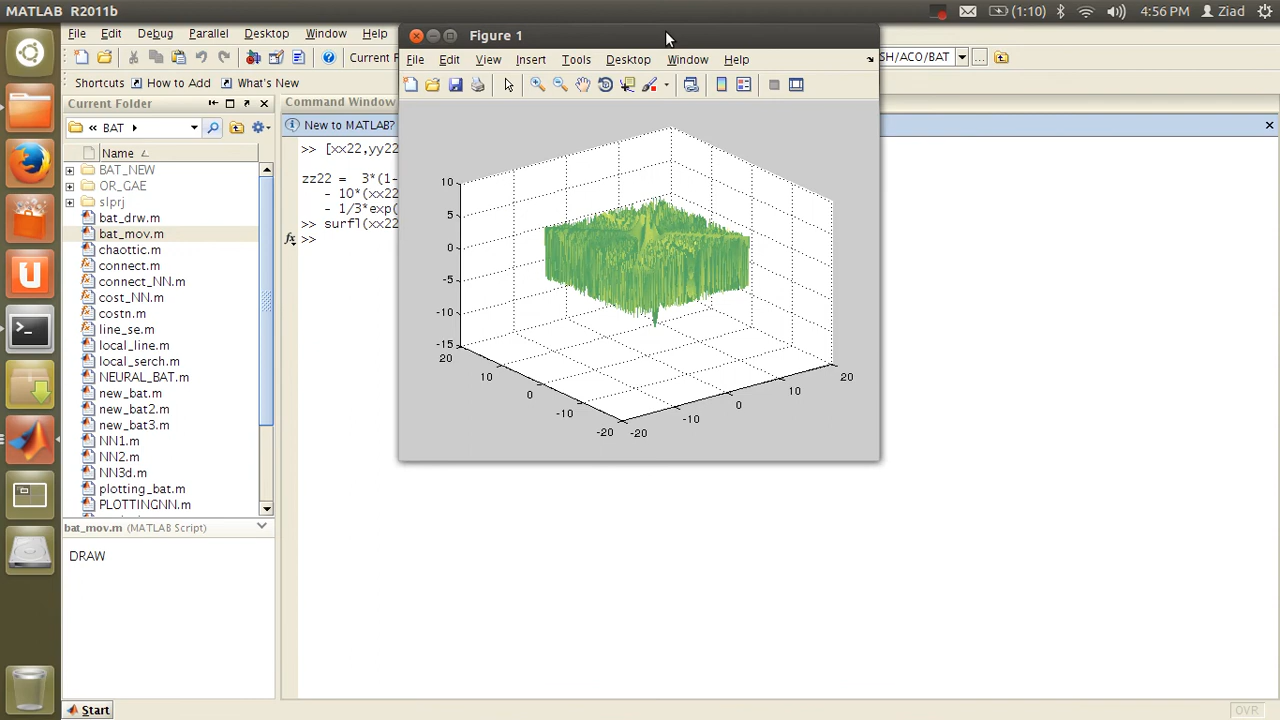 MATLAB R2011b
(1:10) 4:56 PM Ziad
File Edit Debug Parallel Desktop Window Help
Current F
SH/ACO/BAT
...
Shortcuts How to Add What's New
Current Folder
« BAT
Name
BAT_NEW
OR_GAE
slprj
bat_drw.m
bat_mov.m
chaottic.m
connect.m
connect_NN.m
cost_NN.m
costn.m
line_se.m
local_line.m
local_serch.m
NEURAL_BAT.m
new_bat.m
new_bat2.m
new_bat3.m
NN1.m
NN2.m
NN3d.m
plotting_bat.m
PLOTTINGNN.m
bat_mov.m (MATLAB Script)
DRAW
Start
Command Window
New to MATLAB?
>> [xx22,yy22
zz22 = 3*(1-
- 10*(xx22
- 1/3*exp(
>> surfl(xx22
fx >>
Figure 1
File Edit View Insert Tools Desktop Window Help
10
5
0
-5
-10
-15
20
10
0
-10
-20
-20
-10
0
10
20
OVR